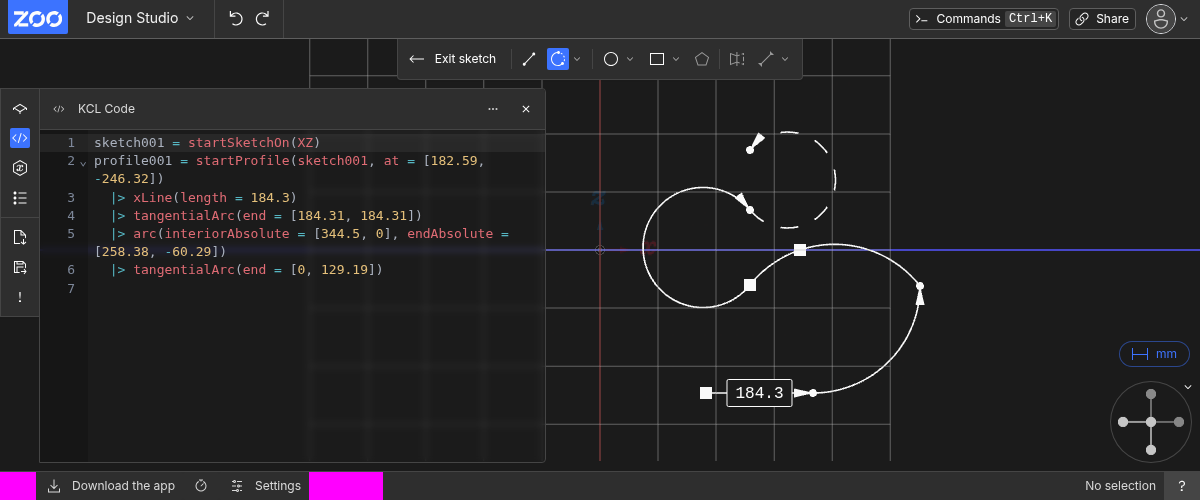 ZOO Design Studio Commands Ctrl+K Share
Exit sketch
KCL Code
1 sketch001 = startSketchOn(XZ)
2 profile001 = startProfile(sketch001, at = [182.59,
-246.32])
3 |> xLine(length = 184.3)
4 |> tangentialArc(end = [184.31, 184.31])
5 |> arc(interiorAbsolute = [344.5, 0], endAbsolute =
[258.38, -60.29])
6 |> tangentialArc(end = [0, 129.19])
7
Z
X
184.3
mm
Download the app Settings No selection ?